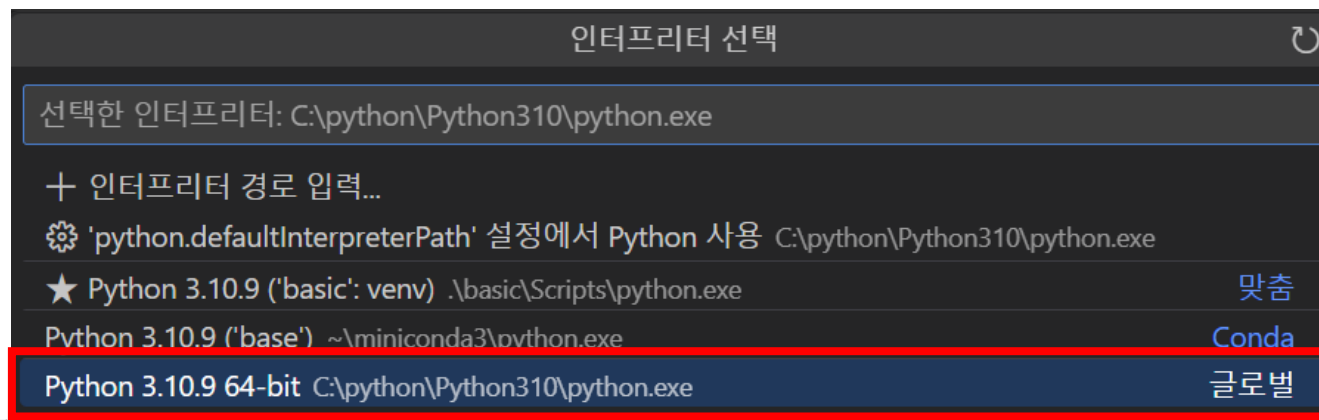 인터프리터 선택
선택한 인터프리터: C:\python\Python310\python.exe
인터프리터 경로 입력...
'python.defaultInterpreterPath' 설정에서 Python 사용 C:\python\Python310\python.exe
Python 3.10.9 ('basic': venv) .\basic\Scripts\python.exe 맞춤
Python 3.10.9 ('base') ~\miniconda3\python.exe Conda
Python 3.10.9 64-bit C:\python\Python310\python.exe 글로벌